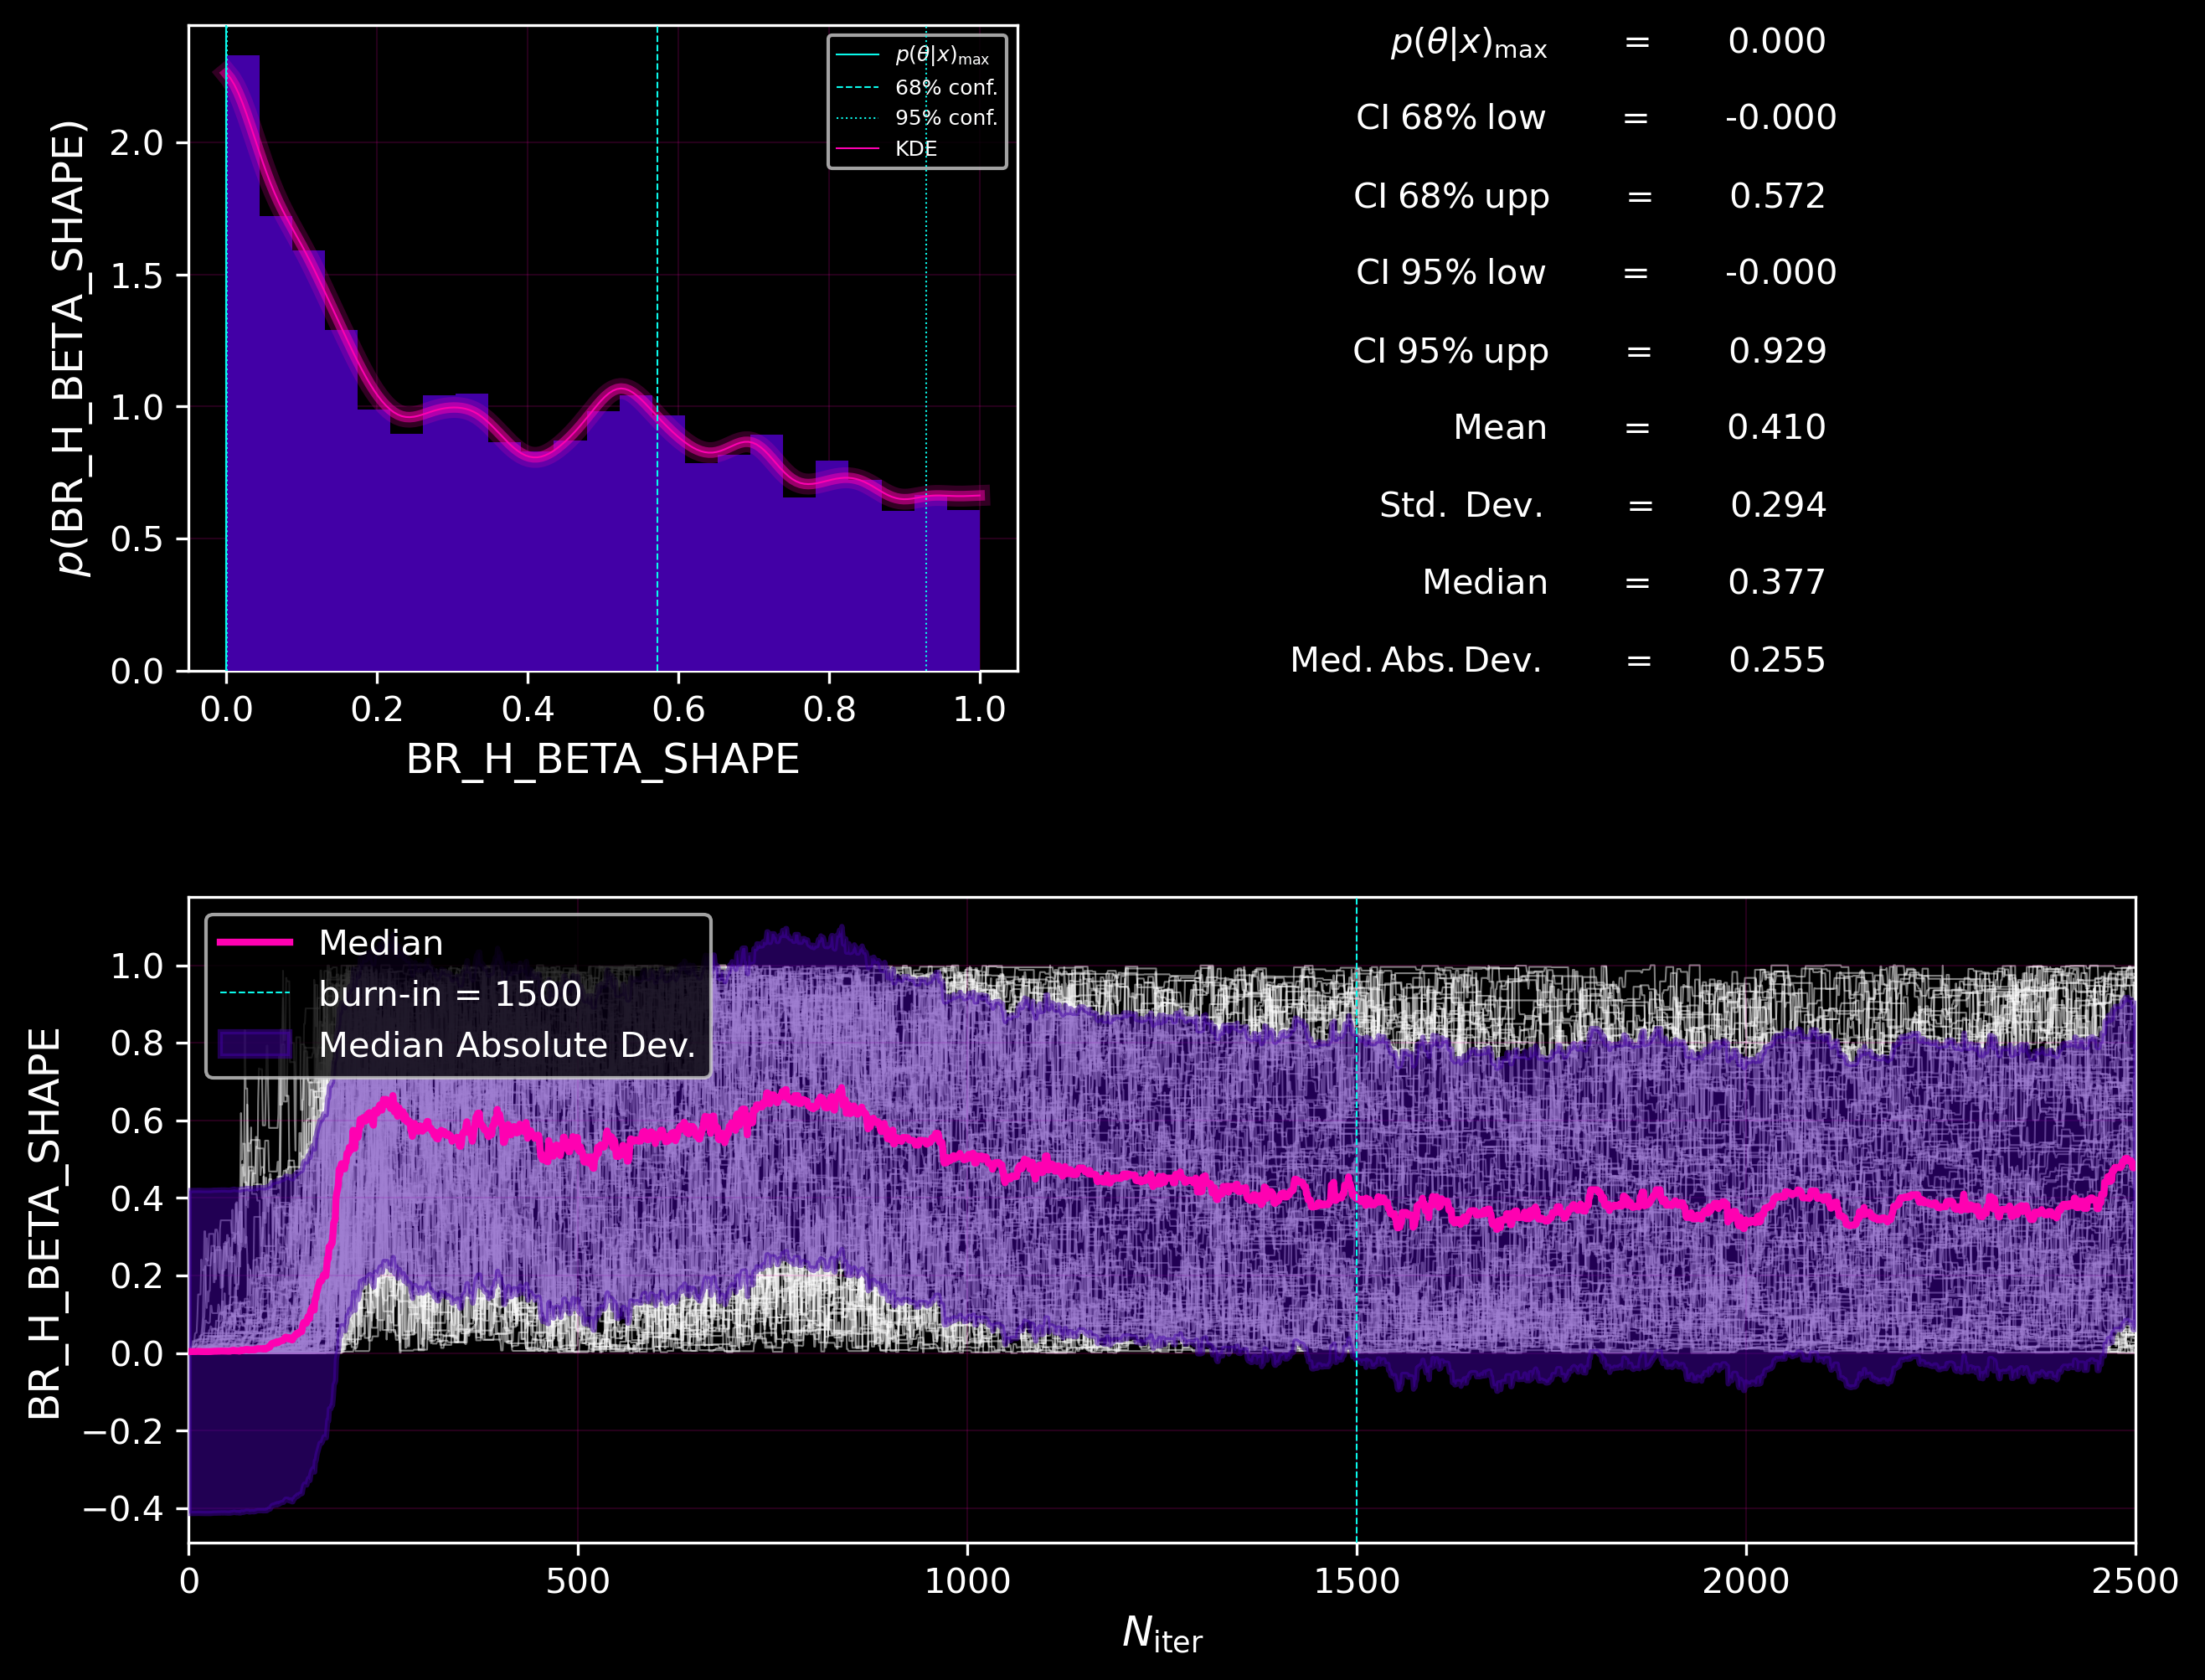 p(BR_H_BETA_SHAPE)
2.0
1.5
1.0
0.5
0.0
0.0 0.2 0.4 0.6 0.8 1.0
BR_H_BETA_SHAPE
p(θ|x)max
68% conf.
95% conf.
KDE
p(θ|x)max = 0.000
CI 68% low = -0.000
CI 68% upp = 0.572
CI 95% low = -0.000
CI 95% upp = 0.929
Mean = 0.410
Std. Dev. = 0.294
Median = 0.377
Med. Abs. Dev. = 0.255
BR_H_BETA_SHAPE
1.0
0.8
0.6
0.4
0.2
0.0
−0.2
−0.4
Median
burn-in = 1500
Median Absolute Dev.
0 500 1000 1500 2000 2500
Niter